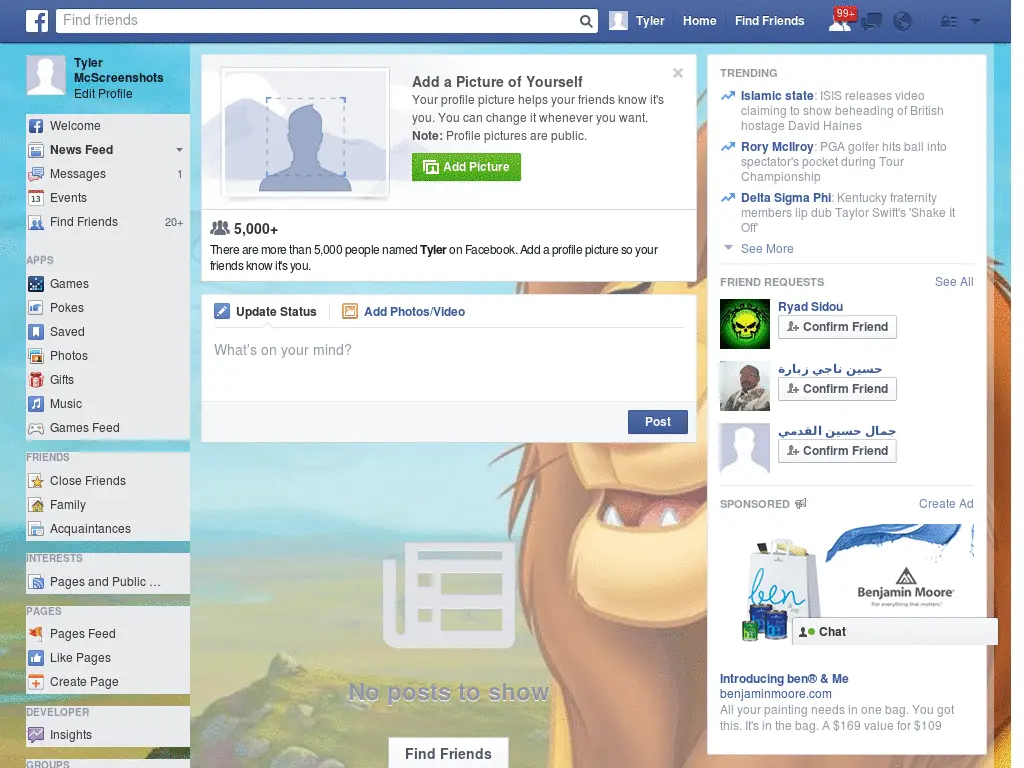 Find friends
Tyler
Home
Find Friends
99+
Tyler
McScreenshots
Edit Profile
Welcome
News Feed
Messages 1
13 Events
Find Friends 20+
APPS
Games
Pokes
Saved
Photos
Gifts
Music
Games Feed
FRIENDS
Close Friends
Family
Acquaintances
INTERESTS
Pages and Public ...
PAGES
Pages Feed
Like Pages
Create Page
DEVELOPER
Insights
GROUPS
Add a Picture of Yourself
Your profile picture helps your friends know it's
you. You can change it whenever you want.
Note: Profile pictures are public.
Add Picture
5,000+
There are more than 5,000 people named Tyler on Facebook. Add a profile picture so your
friends know it's you.
Update Status
Add Photos/Video
What's on your mind?
Post
No posts to show
Find Friends
TRENDING
Islamic state: ISIS releases video
claiming to show beheading of British
hostage David Haines
Rory McIlroy: PGA golfer hits ball into
spectator's pocket during Tour
Championship
Delta Sigma Phi: Kentucky fraternity
members lip dub Taylor Swift's 'Shake It
Off'
See More
FRIEND REQUESTS See All
Ryad Sidou
Confirm Friend
حسين ناجي زبارة
Confirm Friend
جمال حسين القدمي
Confirm Friend
SPONSORED Create Ad
ben
Benjamin Moore®
For everything that matters.®
Chat
Introducing ben® & Me
benjaminmoore.com
All your painting needs in one bag. You got
this. It's in the bag. A $169 value for $109